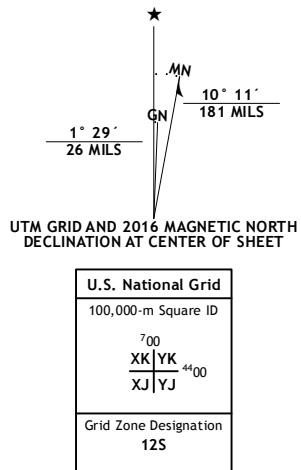 ★
MN
GN
10° 11´
181 MILS
1° 29´
26 MILS
UTM GRID AND 2016 MAGNETIC NORTH
DECLINATION AT CENTER OF SHEET
U.S. National Grid
100,000-m Square ID
700
XK YK
4400
XJ YJ
Grid Zone Designation
12S